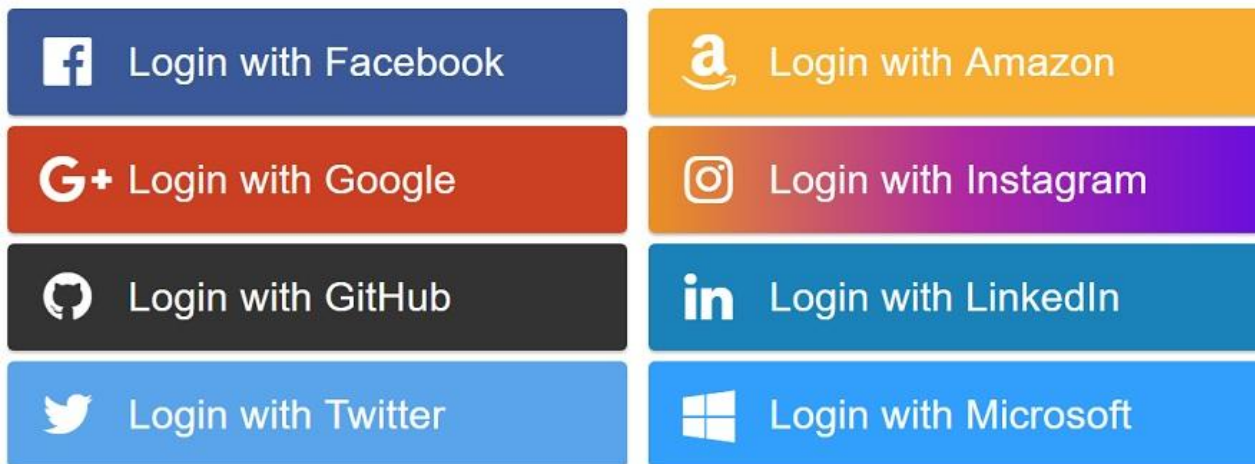 Login with Facebook
Login with Amazon
G+ Login with Google
Login with Instagram
Login with GitHub
in Login with LinkedIn
Login with Twitter
Login with Microsoft